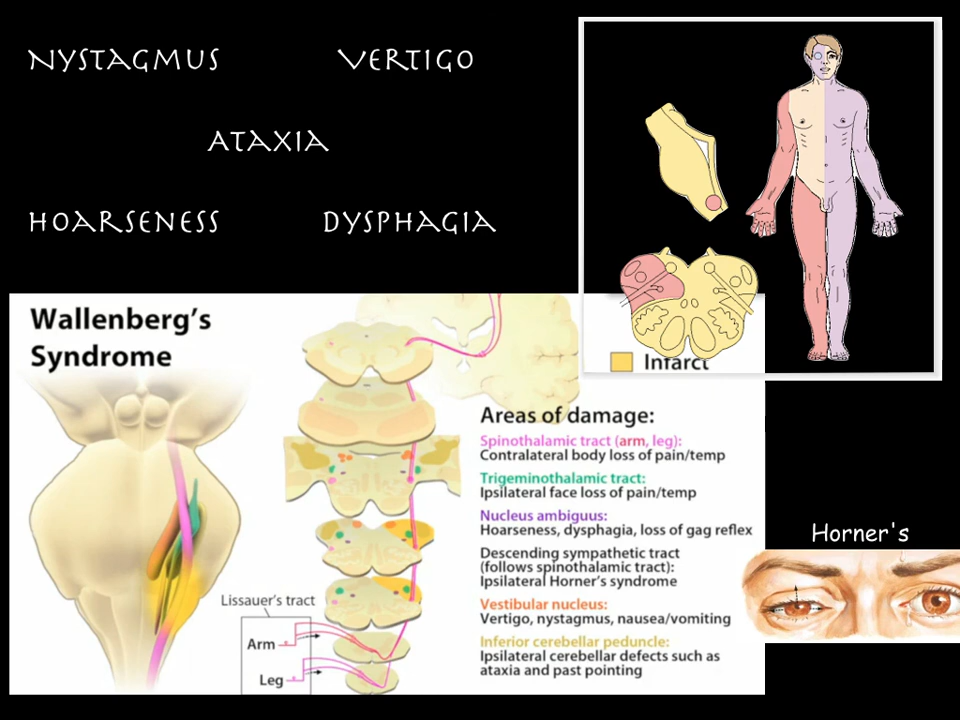 Nystagmus
Vertigo
Ataxia
Hoarseness
Dysphagia
Wallenberg's
Syndrome
Infarct
Areas of damage:
Spinothalamic tract (arm, leg):
Contralateral body loss of pain/temp
Trigeminothalamic tract:
Ipsilateral face loss of pain/temp
Nucleus ambiguus:
Hoarseness, dysphagia, loss of gag reflex
Descending sympathetic tract
(follows spinothalamic tract):
Ipsilateral Horner's syndrome
Vestibular nucleus:
Vertigo, nystagmus, nausea/vomiting
Inferior cerebellar peduncle:
Ipsilateral cerebellar defects such as
ataxia and past pointing
Lissauer's tract
Arm
Leg
Horner's